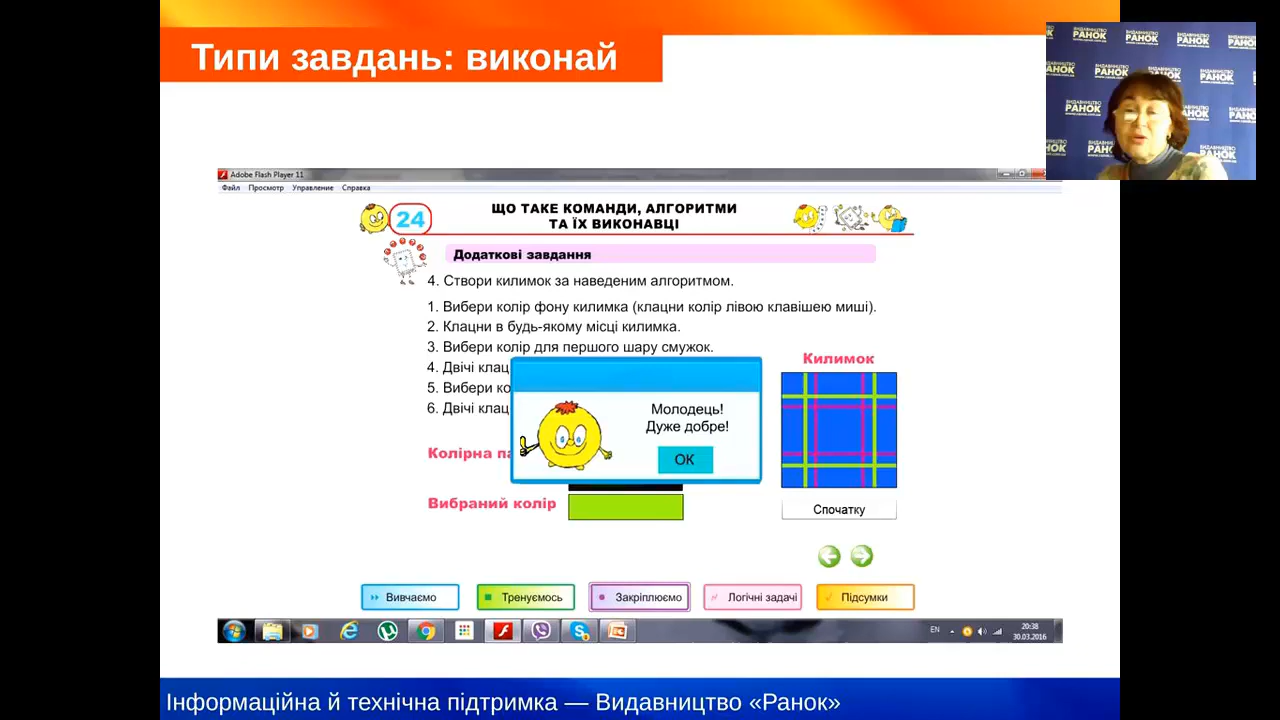 Типи завдань: виконай
ВИДАВНИЦТВО
РАНОК
Adobe Flash Player 11
Файл Просмотр Управление Справка
24
ЩО ТАКЕ КОМАНДИ, АЛГОРИТМИ
ТА ЇХ ВИКОНАВЦІ
Додаткові завдання
4. Створи килимок за наведеним алгоритмом.
1. Вибери колір фону килимка (клацни колір лівою клавішею миші).
2. Клацни в будь-якому місці килимка.
3. Вибери колір для першого шару смужок.
4. Двічі клац
5. Вибери ко
6. Двічі клац
Килимок
Молодець!
Дуже добре!
ОК
Колірна па
Вибраний колір
Спочатку
Вивчаємо Тренуємось Закріплюємо Логічні задачі Підсумки
EN 20:38
30.03.2016
Інформаційна й технічна підтримка — Видавництво «Ранок»